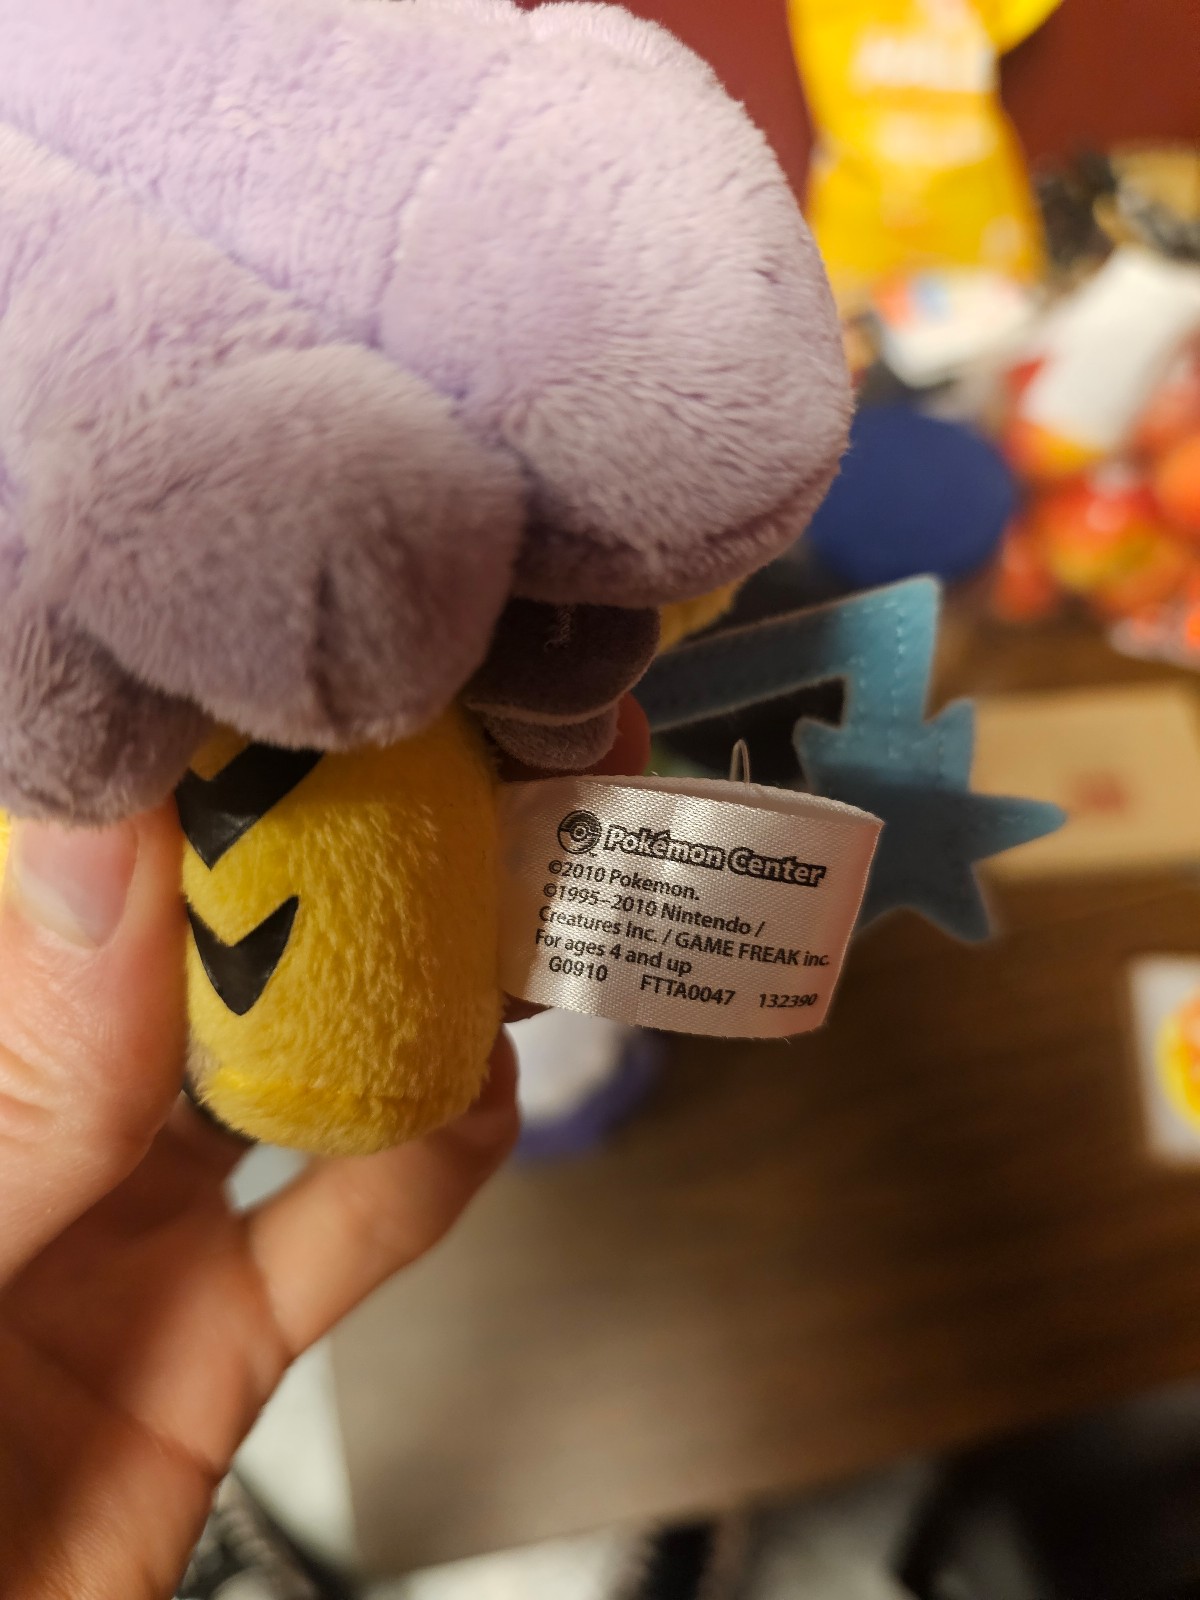 Pokémon Center
©2010 Pokemon.
©1995–2010 Nintendo /
Creatures Inc. / GAME FREAK inc.
For ages 4 and up
G0910 FTTA0047 132390